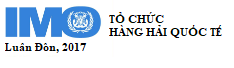 IMO TỔ CHỨC
HÀNG HẢI QUỐC TẾ
Luân Đôn, 2017